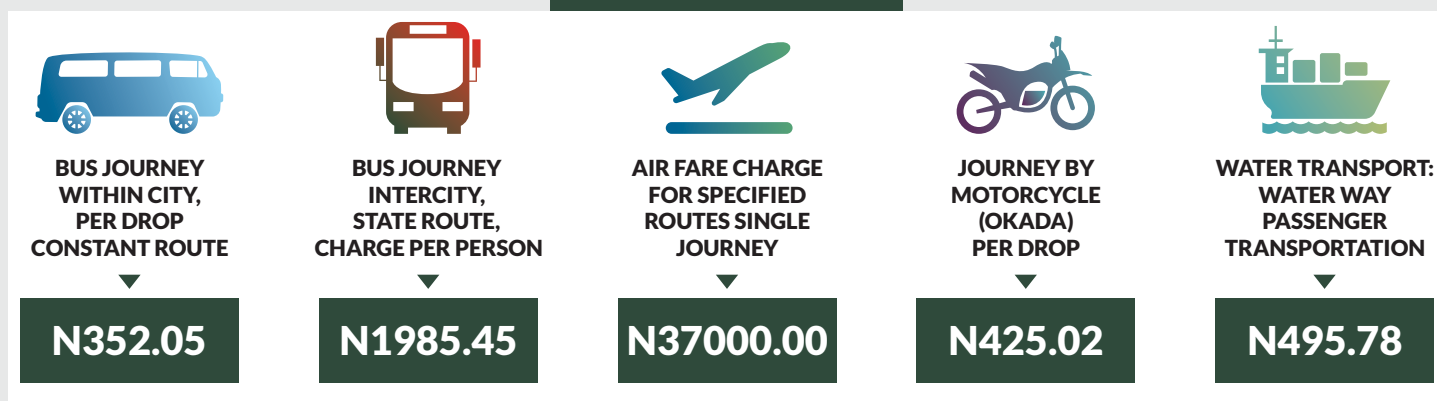 BUS JOURNEY
WITHIN CITY,
PER DROP
CONSTANT ROUTE
N352.05
BUS JOURNEY
INTERCITY,
STATE ROUTE,
CHARGE PER PERSON
N1985.45
AIR FARE CHARGE
FOR SPECIFIED
ROUTES SINGLE
JOURNEY
N37000.00
JOURNEY BY
MOTORCYCLE
(OKADA)
PER DROP
N425.02
WATER TRANSPORT:
WATER WAY
PASSENGER
TRANSPORTATION
N495.78